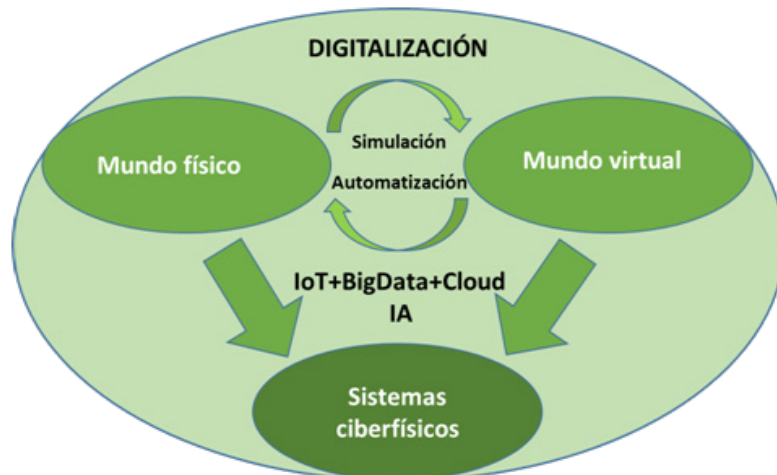 DIGITALIZACIÓN
Mundo físico
Simulación
Automatización
Mundo virtual
IoT+BigData+Cloud
IA
Sistemas
ciberfísicos